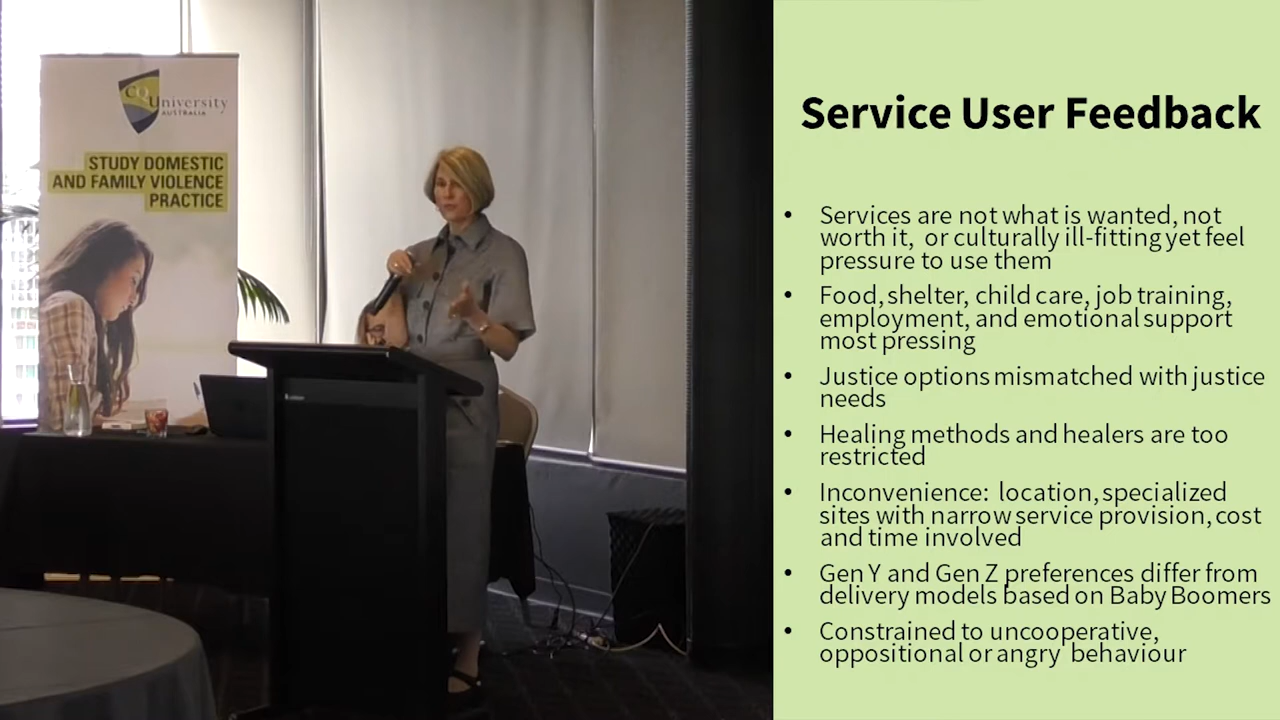 CQUniversity
AUSTRALIA
STUDY DOMESTIC
AND FAMILY VIOLENCE
PRACTICE
Service User Feedback
• Services are not what is wanted, not
worth it, or culturally ill-fitting yet feel
pressure to use them
• Food, shelter, child care, job training,
employment, and emotional support
most pressing
• Justice options mismatched with justice
needs
• Healing methods and healers are too
restricted
• Inconvenience: location, specialized
sites with narrow service provision, cost
and time involved
• Gen Y and Gen Z preferences differ from
delivery models based on Baby Boomers
• Constrained to uncooperative,
oppositional or angry behaviour